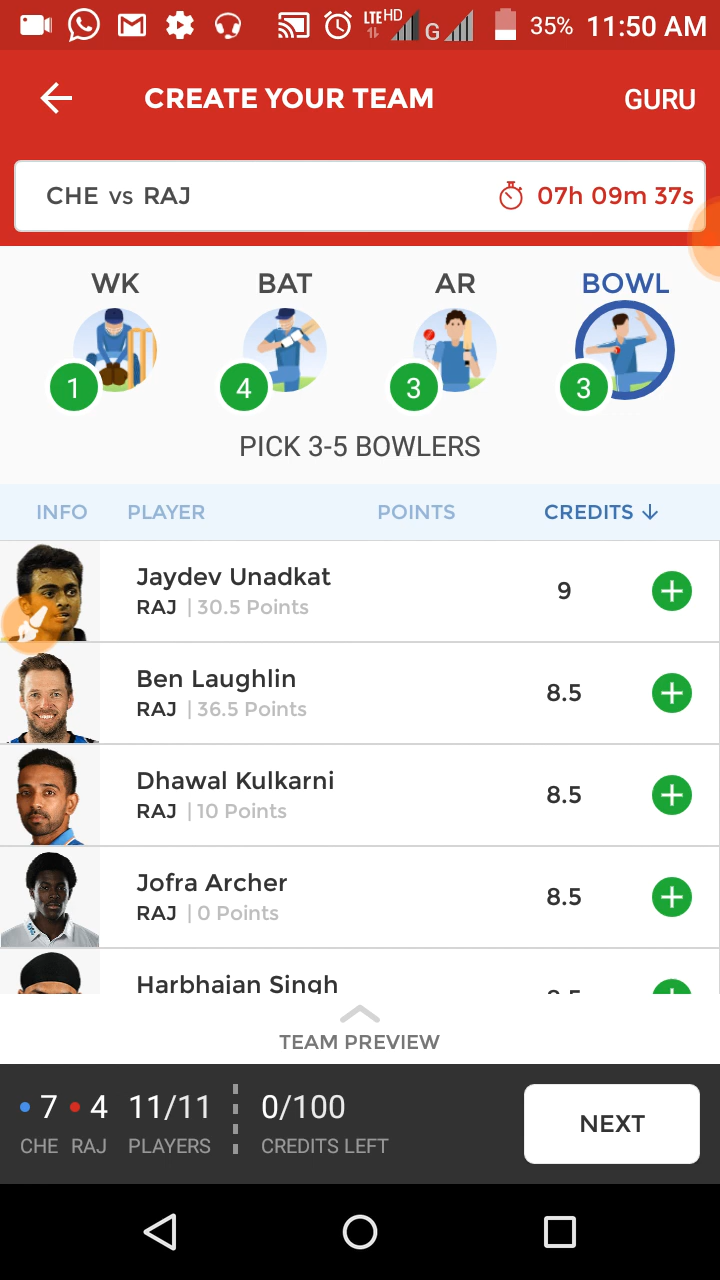 LTE HD G 35% 11:50 AM
CREATE YOUR TEAM GURU
CHE vs RAJ 07h 09m 37s
WK BAT AR BOWL
1 4 3 3
PICK 3-5 BOWLERS
INFO PLAYER POINTS CREDITS ↓
Jaydev Unadkat
RAJ | 30.5 Points 9
Ben Laughlin
RAJ | 36.5 Points 8.5
Dhawal Kulkarni
RAJ | 10 Points 8.5
Jofra Archer
RAJ | 0 Points 8.5
Harbhajan Singh
TEAM PREVIEW
7 4 11/11 0/100 NEXT
CHE RAJ PLAYERS CREDITS LEFT